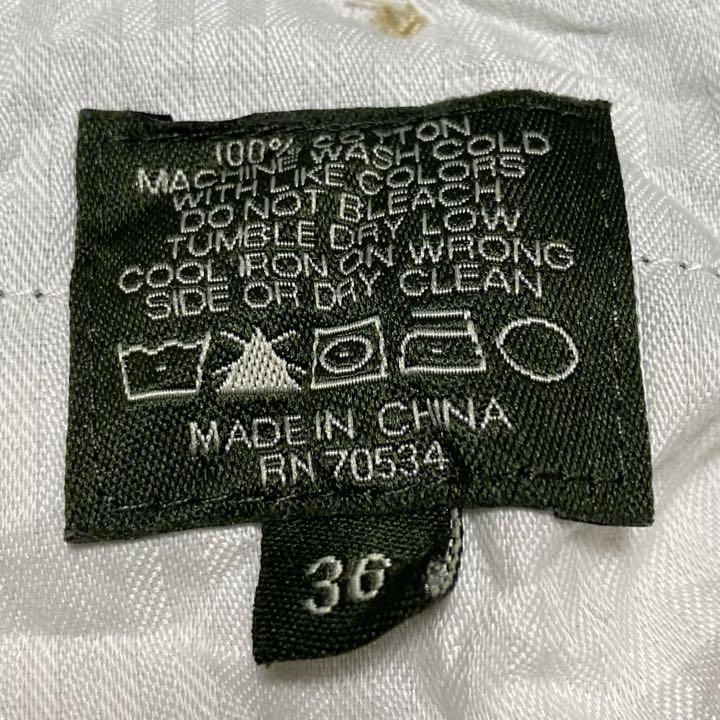 100% COTTON
MACHINE WASH COLD
WITH LIKE COLORS
DO NOT BLEACH
TUMBLE DRY LOW
COOL IRON ON WRONG
SIDE OR DRY CLEAN
MADE IN CHINA
RN 70534
36